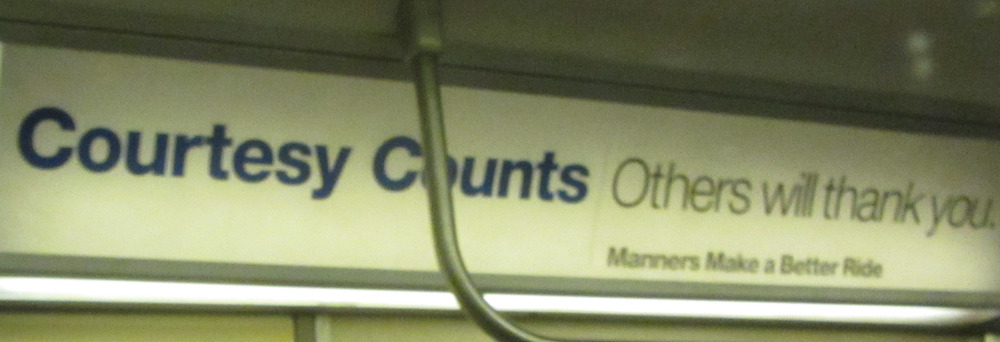 Courtesy Counts
Others will thank you.
Manners Make a Better Ride